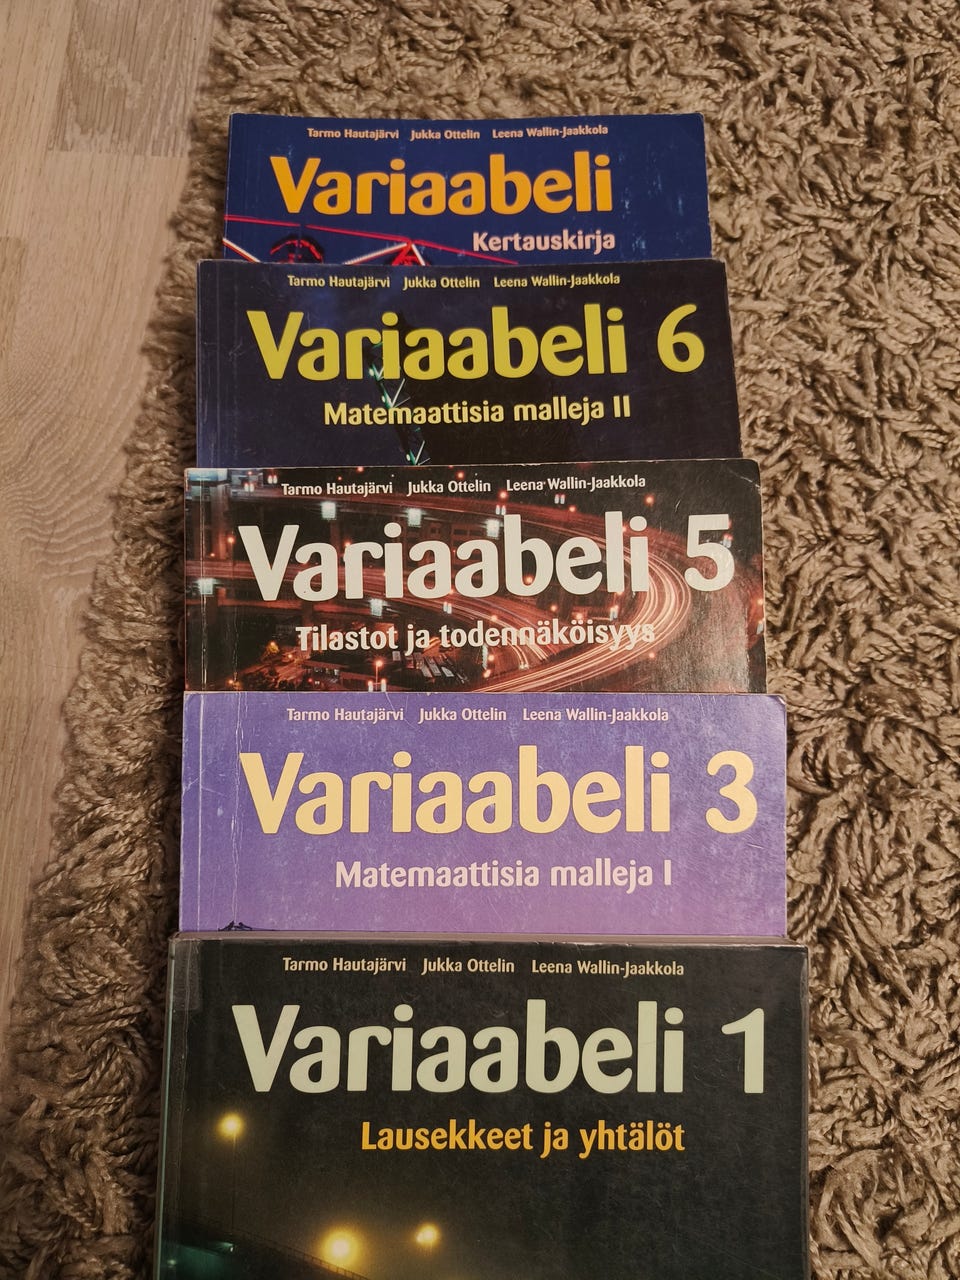 Tarmo Hautajärvi Jukka Ottelin Leena Wallin-Jaakkola
Variaabeli
Kertauskirja
Tarmo Hautajärvi Jukka Ottelin Leena Wallin-Jaakkola
Variaabeli 6
Matemaattisia malleja II
Tarmo Hautajärvi Jukka Ottelin Leena Wallin-Jaakkola
Variaabeli 5
Tilastot ja todennäköisyys
Tarmo Hautajärvi Jukka Ottelin Leena Wallin-Jaakkola
Variaabeli 3
Matemaattisia malleja I
Tarmo Hautajärvi Jukka Ottelin Leena Wallin-Jaakkola
Variaabeli 1
Lausekkeet ja yhtälöt